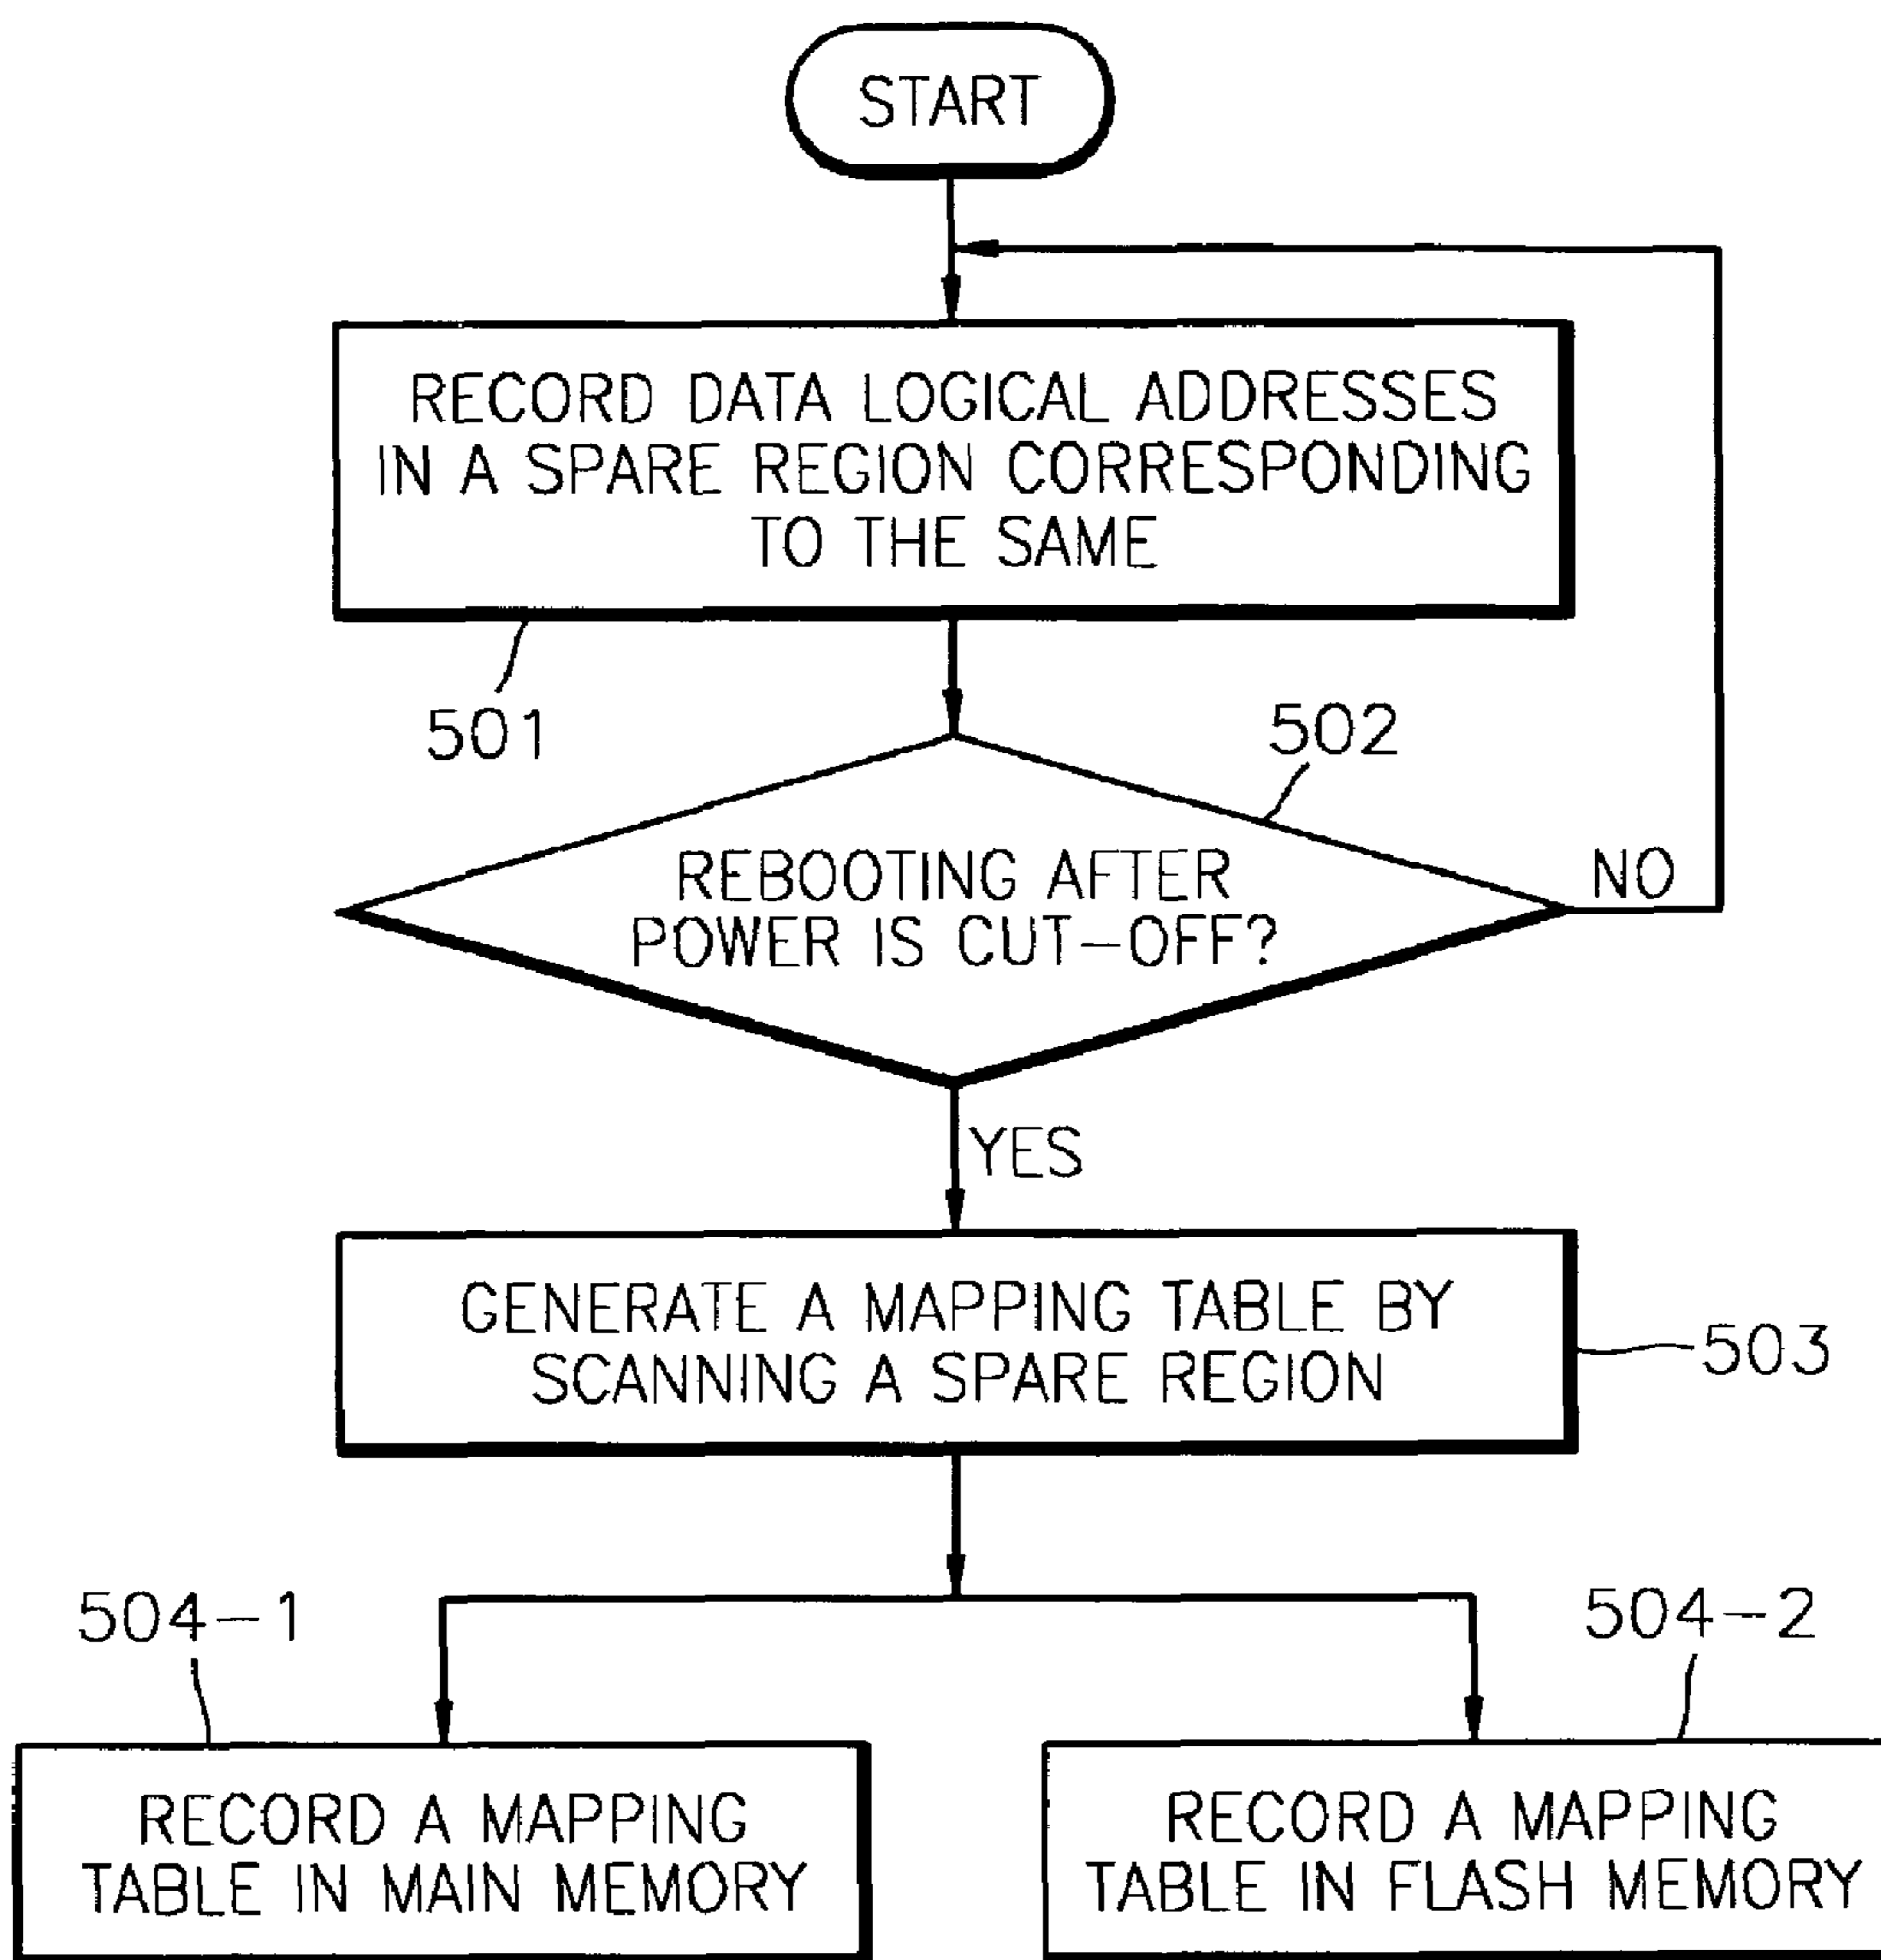 START
RECORD DATA LOGICAL ADDRESSES
IN A SPARE REGION CORRESPONDING
TO THE SAME
501
502
REBOOTING AFTER
POWER IS CUT-OFF?
NO
YES
GENERATE A MAPPING TABLE BY
SCANNING A SPARE REGION
503
504-1
504-2
RECORD A MAPPING
TABLE IN MAIN MEMORY
RECORD A MAPPING
TABLE IN FLASH MEMORY